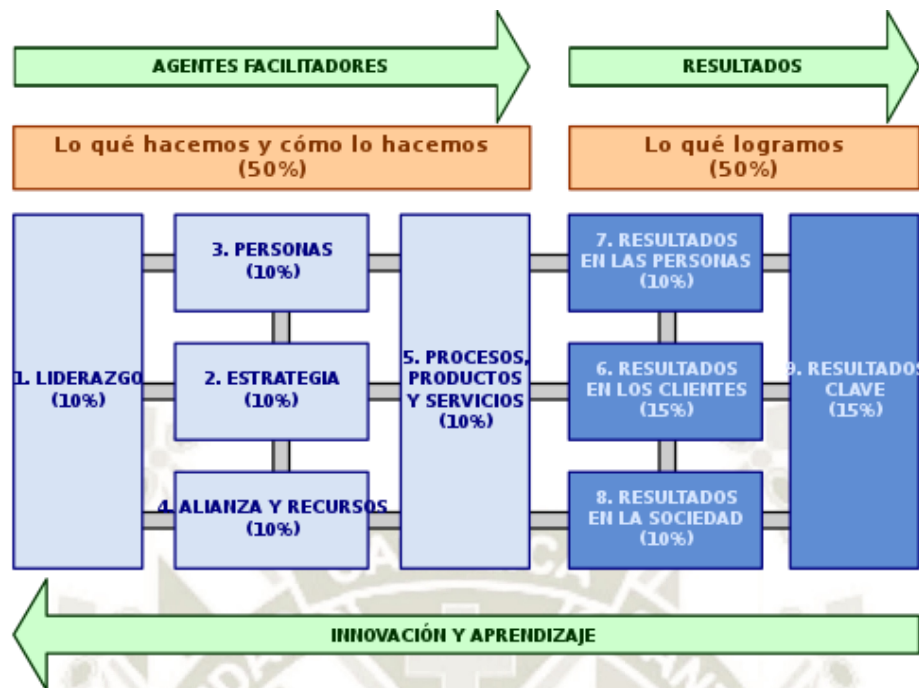 AGENTES FACILITADORES
RESULTADOS
Lo qué hacemos y cómo lo hacemos
(50%)
Lo qué logramos
(50%)
1. LIDERAZGO
(10%)
3. PERSONAS
(10%)
2. ESTRATEGIA
(10%)
4. ALIANZA Y RECURSOS
(10%)
5. PROCESOS,
PRODUCTOS
Y SERVICIOS
(10%)
7. RESULTADOS
EN LAS PERSONAS
(10%)
6. RESULTADOS
EN LOS CLIENTES
(15%)
8. RESULTADOS
EN LA SOCIEDAD
(10%)
9. RESULTADOS
CLAVE
(15%)
INNOVACIÓN Y APRENDIZAJE